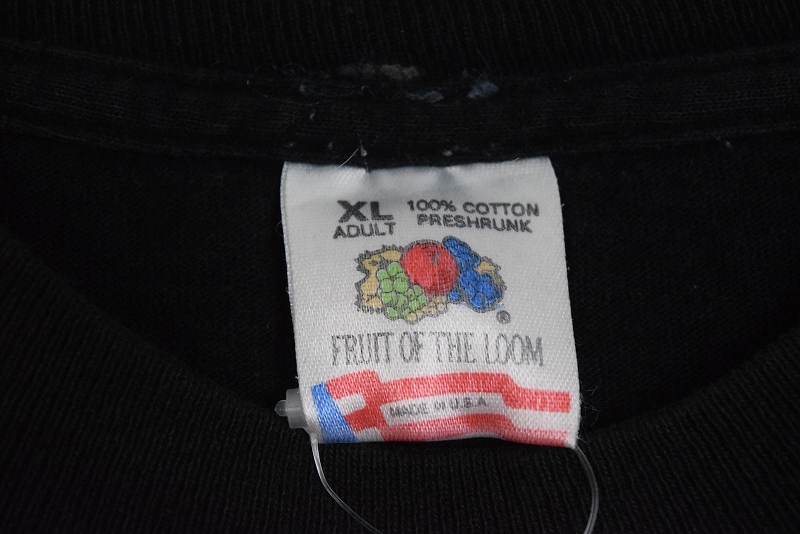 XL 100% COTTON
ADULT PRESHRUNK
®
FRUIT OF THE LOOM
MADE IN U.S.A.